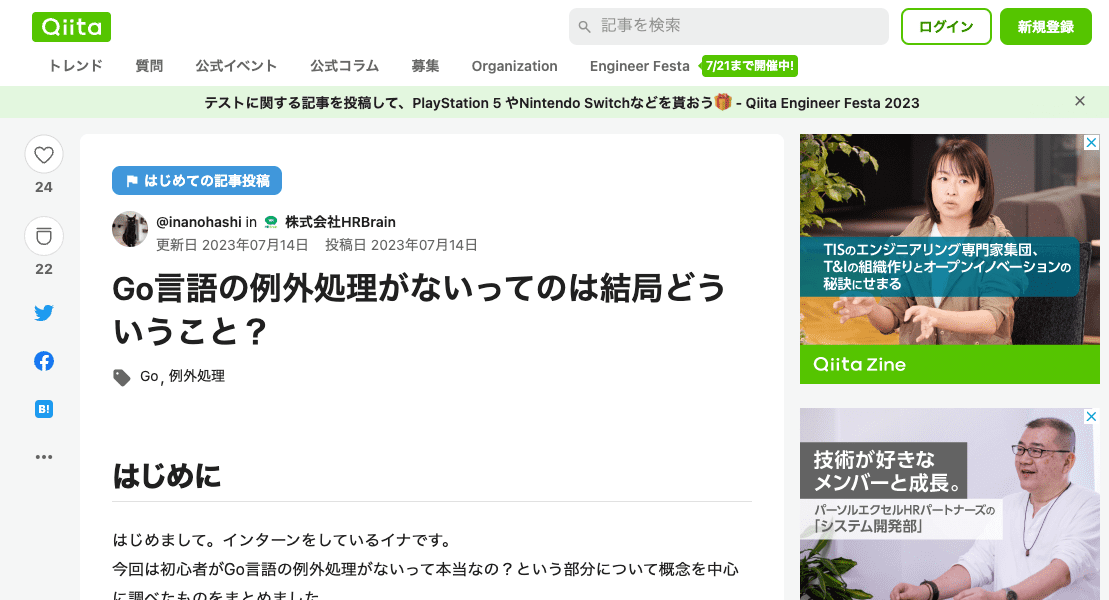 Qiita
記事を検索
ログイン
新規登録
トレンド
質問
公式イベント
公式コラム
募集
Organization
Engineer Festa
7/21まで開催中!
テストに関する記事を投稿して、PlayStation 5 やNintendo Switchなどを貰おう🎁 - Qiita Engineer Festa 2023
24
22
B!
はじめての記事投稿
@inanohashi in 株式会社HRBrain
更新日 2023年07月14日 投稿日 2023年07月14日
Go言語の例外処理がないってのは結局どう
いうこと？
Go, 例外処理
はじめに
はじめまして。インターンをしているイナです。
今回は初心者がGo言語の例外処理がないって本当なの？という部分について概念を中心
に調べたものをまとめました。
TISのエンジニアリング専門家集団、
T&Iの組織作りとオープンイノベーションの
秘訣にせまる
Qiita Zine
技術が好きな
メンバーと成長。
パーソルエクセルHRパートナーズの
「システム開発部」